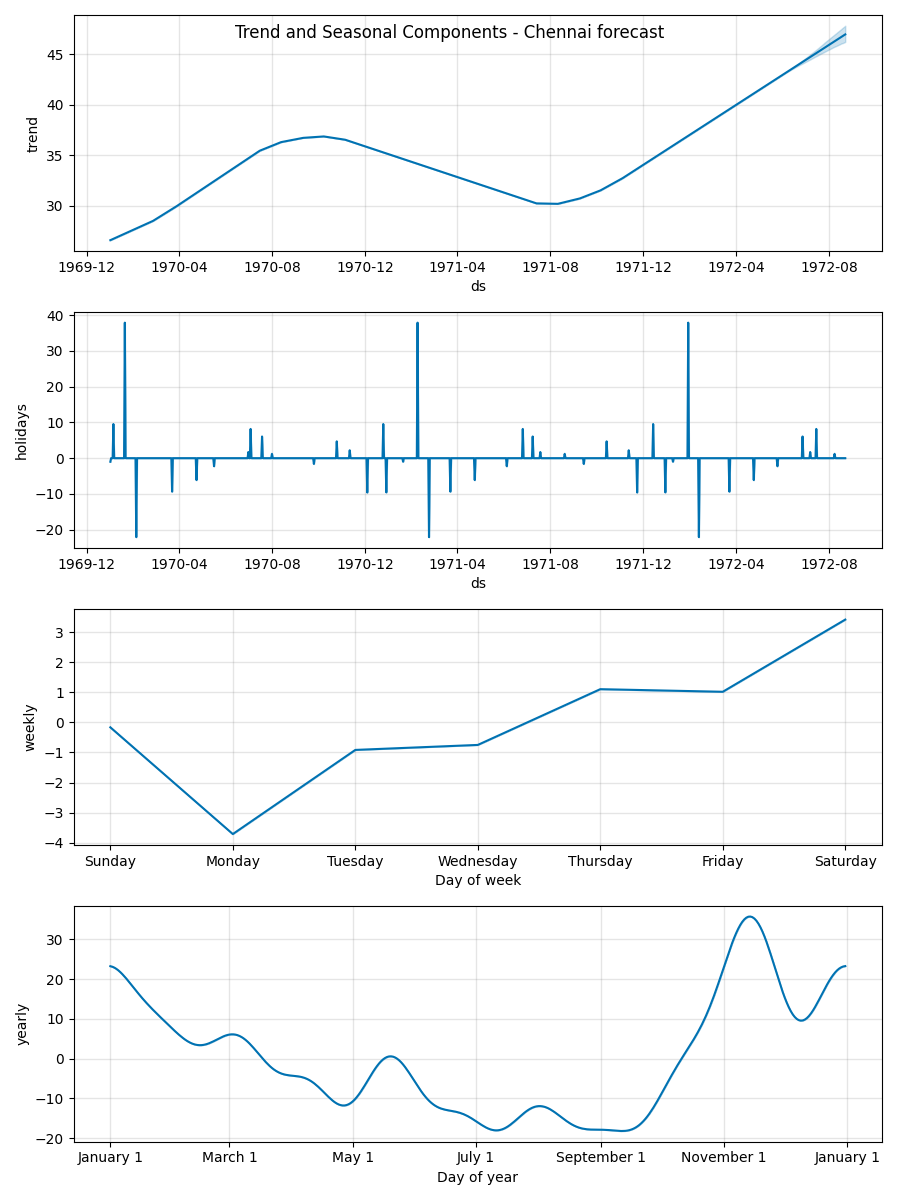 Trend and Seasonal Components - Chennai forecast
45
40
35
30
trend
1969-12 1970-04 1970-08 1970-12 1971-04 1971-08 1971-12 1972-04 1972-08
ds
40
30
20
10
0
−10
−20
holidays
1969-12 1970-04 1970-08 1970-12 1971-04 1971-08 1971-12 1972-04 1972-08
ds
3
2
1
0
−1
−2
−3
−4
weekly
Sunday Monday Tuesday Wednesday Thursday Friday Saturday
Day of week
30
20
10
0
−10
−20
yearly
January 1 March 1 May 1 July 1 September 1 November 1 January 1
Day of year